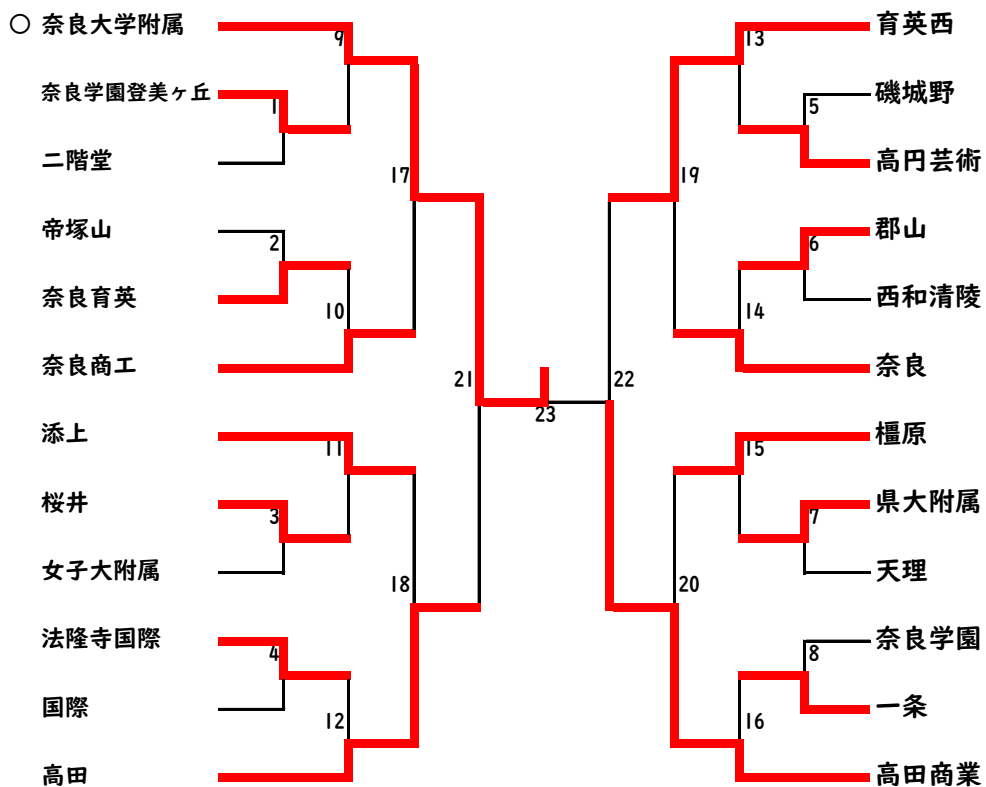 ○ 奈良大学附属
奈良学園登美ヶ丘
二階堂
帝塚山
奈良育英
奈良商工
添上
桜井
女子大附属
法隆寺国際
国際
高田
9
1
17
2
10
21
11
3
18
4
12
23
13
5
19
6
14
22
15
7
20
8
16
育英西
磯城野
高円芸術
郡山
西和清陵
奈良
橿原
県大附属
天理
奈良学園
一条
高田商業